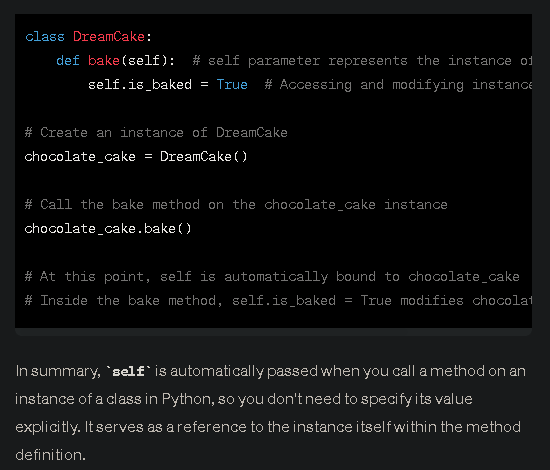 class DreamCake:
    def bake(self):  # self parameter represents the instance of
        self.is_baked = True  # Accessing and modifying instance
# Create an instance of DreamCake
chocolate_cake = DreamCake()
# Call the bake method on the chocolate_cake instance
chocolate_cake.bake()
# At this point, self is automatically bound to chocolate_cake
# Inside the bake method, self.is_baked = True modifies chocolat
In summary, `self` is automatically passed when you call a method on an
instance of a class in Python, so you don't need to specify its value
explicitly. It serves as a reference to the instance itself within the method
definition.